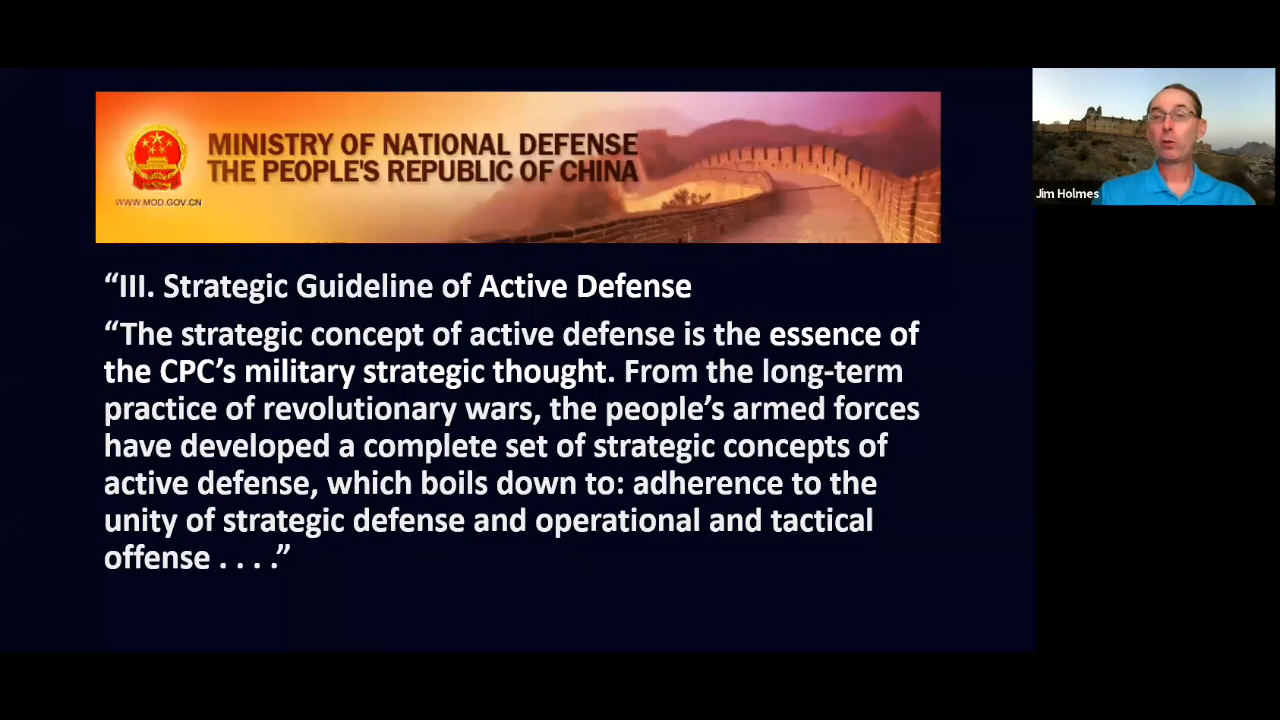 MINISTRY OF NATIONAL DEFENSE
THE PEOPLE'S REPUBLIC OF CHINA
WWW.MOD.GOV.CN
Jim Holmes
“III. Strategic Guideline of Active Defense
“The strategic concept of active defense is the essence of
the CPC’s military strategic thought. From the long-term
practice of revolutionary wars, the people’s armed forces
have developed a complete set of strategic concepts of
active defense, which boils down to: adherence to the
unity of strategic defense and operational and tactical
offense . . . .”